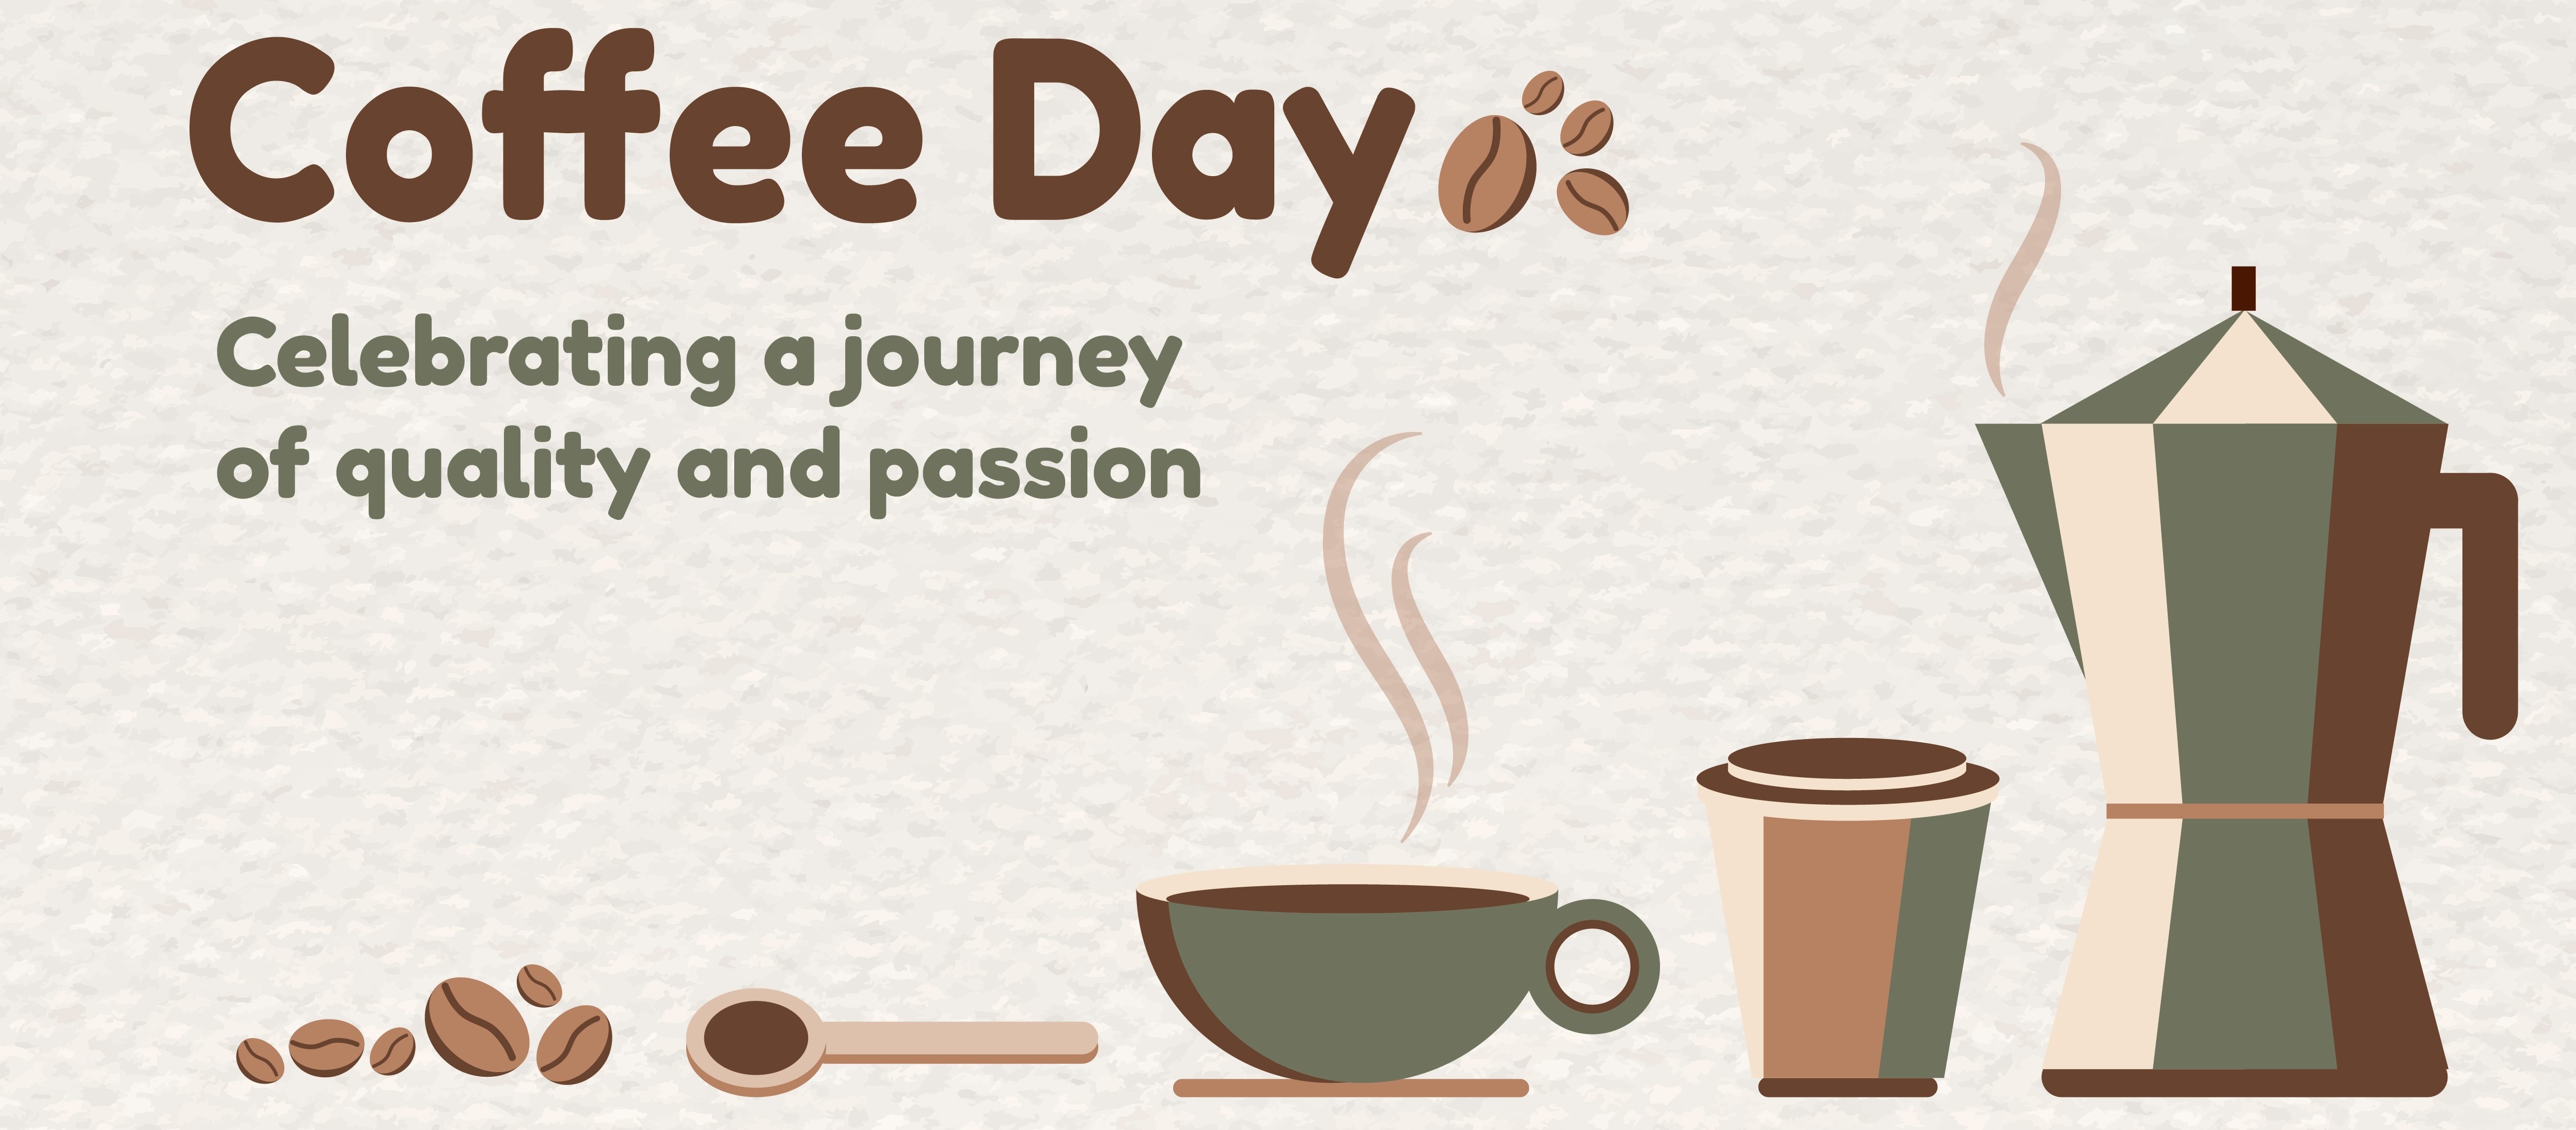 Coffee Day
Celebrating a journey
of quality and passion